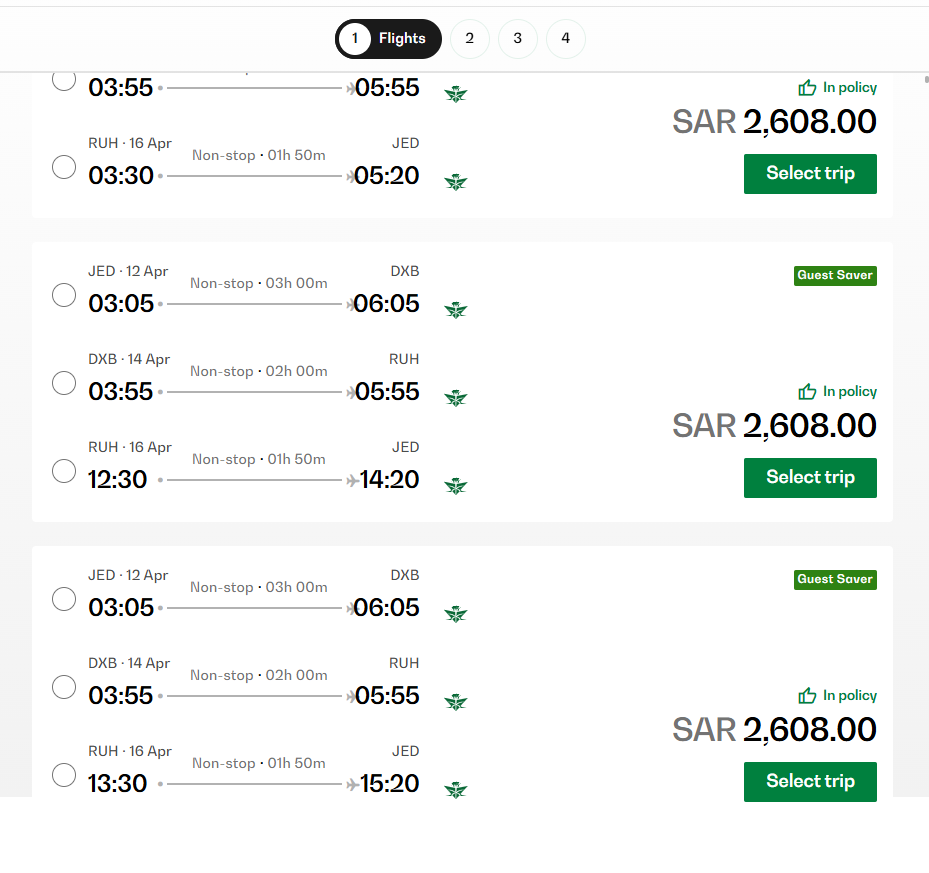 1 Flights 2 3 4
03:55 05:55
In policy
SAR 2,608.00
RUH · 16 Apr Non-stop · 01h 50m JED
03:30 05:20
Select trip
JED · 12 Apr Non-stop · 03h 00m DXB
Guest Saver
03:05 06:05
DXB · 14 Apr Non-stop · 02h 00m RUH
03:55 05:55
In policy
SAR 2,608.00
RUH · 16 Apr Non-stop · 01h 50m JED
12:30 14:20
Select trip
JED · 12 Apr Non-stop · 03h 00m DXB
Guest Saver
03:05 06:05
DXB · 14 Apr Non-stop · 02h 00m RUH
03:55 05:55
In policy
SAR 2,608.00
RUH · 16 Apr Non-stop · 01h 50m JED
13:30 15:20
Select trip